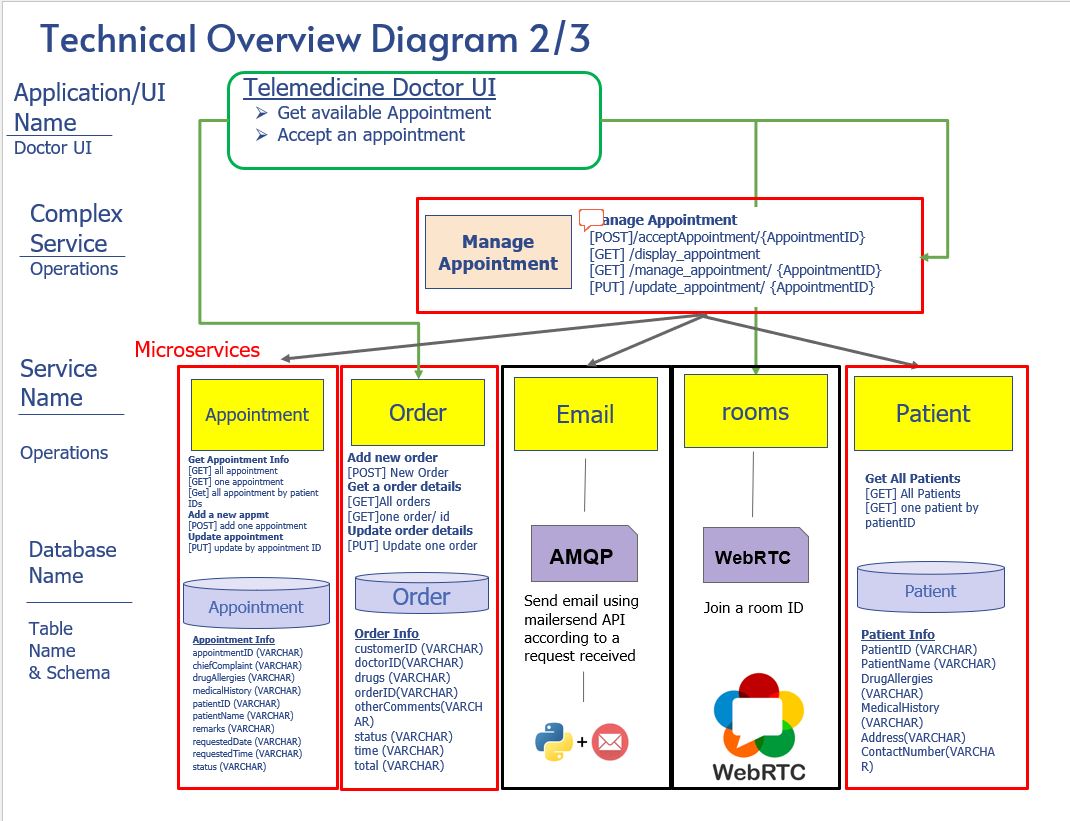 Technical Overview Diagram 2/3
Application/UI
Name
Doctor UI
Telemedicine Doctor UI
➢ Get available Appointment
➢ Accept an appointment
Complex
Service
Operations
Manage
Appointment
anage Appointment
[POST]/acceptAppointment/{AppointmentID}
[GET] /display_appointment
[GET] /manage_appointment/ {AppointmentID}
[PUT] /update_appointment/ {AppointmentID}
Microservices
Service
Name
Operations
Database
Name
Table
Name
& Schema
Appointment
Get Appointment Info
[GET] all appointment
[GET] one appointment
[Get] all appointment by patient
IDs
Add a new appmt
[POST] add one appointment
Update appointment
[PUT] update by appointment ID
Appointment
Appointment Info
appointmentID (VARCHAR)
chiefComplaint (VARCHAR)
drugAllergies (VARCHAR)
medicalHistory (VARCHAR)
patientID (VARCHAR)
patientName (VARCHAR)
remarks (VARCHAR)
requestedDate (VARCHAR)
requestedTime (VARCHAR)
status (VARCHAR)
Order
Add new order
[POST] New Order
Get a order details
[GET]All orders
[GET]one order/ id
Update order details
[PUT] Update one order
Order
Order Info
customerID (VARCHAR)
doctorID(VARCHAR)
drugs (VARCHAR)
orderID(VARCHAR)
otherComments(VARCH
AR)
status (VARCHAR)
time (VARCHAR)
total (VARCHAR)
Email
AMQP
Send email using
mailersend API
according to a
request received
+
rooms
WebRTC
Join a room ID
WebRTC
Patient
Get All Patients
[GET] All Patients
[GET] one patient by
patientID
Patient
Patient Info
PatientID (VARCHAR)
PatientName (VARCHAR)
DrugAllergies
(VARCHAR)
MedicalHistory
(VARCHAR)
Address(VARCHAR)
ContactNumber(VARCHA
R)